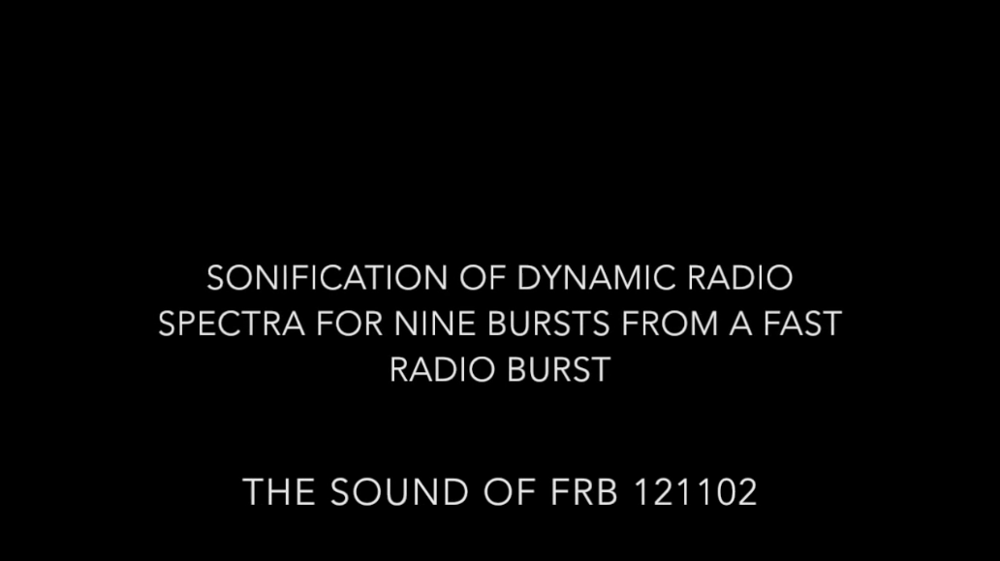 SONIFICATION OF DYNAMIC RADIO
SPECTRA FOR NINE BURSTS FROM A FAST
RADIO BURST
THE SOUND OF FRB 121102